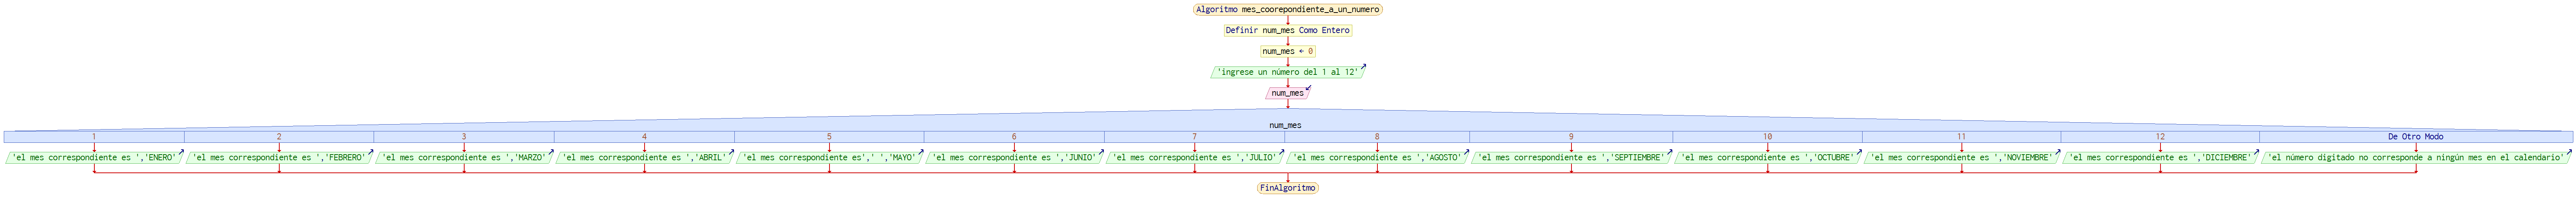 Algoritmo mes_coorepondiente_a_un_numero
Definir num_mes Como Entero
num_mes ← 0
'ingrese un número del 1 al 12'
num_mes
num_mes
1 2 3 4 5 6 7 8 9 10 11 12 De Otro Modo
'el mes correspondiente es ','ENERO' 'el mes correspondiente es ','FEBRERO' 'el mes correspondiente es ','MARZO' 'el mes correspondiente es ','ABRIL' 'el mes correspondiente es',' ','MAYO' 'el mes correspondiente es ','JUNIO' 'el mes correspondiente es ','JULIO' 'el mes correspondiente es ','AGOSTO' 'el mes correspondiente es ','SEPTIEMBRE' 'el mes correspondiente es ','OCTUBRE' 'el mes correspondiente es ','NOVIEMBRE' 'el mes correspondiente es ','DICIEMBRE' 'el número digitado no corresponde a ningún mes en el calendario'
FinAlgoritmo